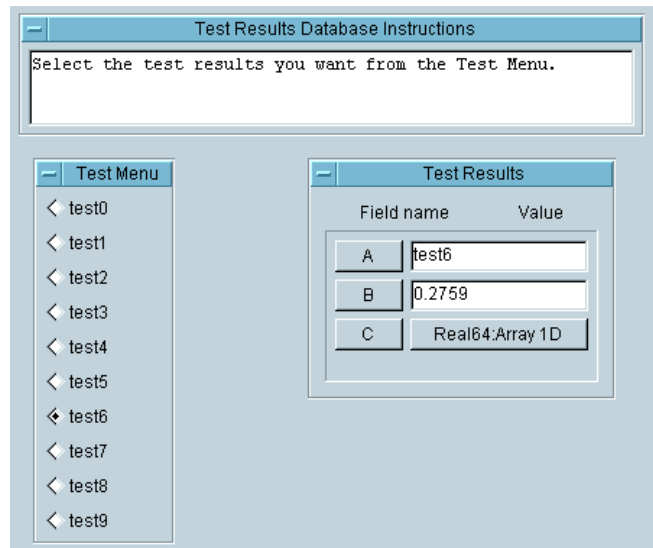 Test Results Database Instructions
Select the test results you want from the Test Menu.
Test Menu
test0
test1
test2
test3
test4
test5
test6
test7
test8
test9
Test Results
Field name Value
A test6
B 0.2759
C Real64:Array 1D